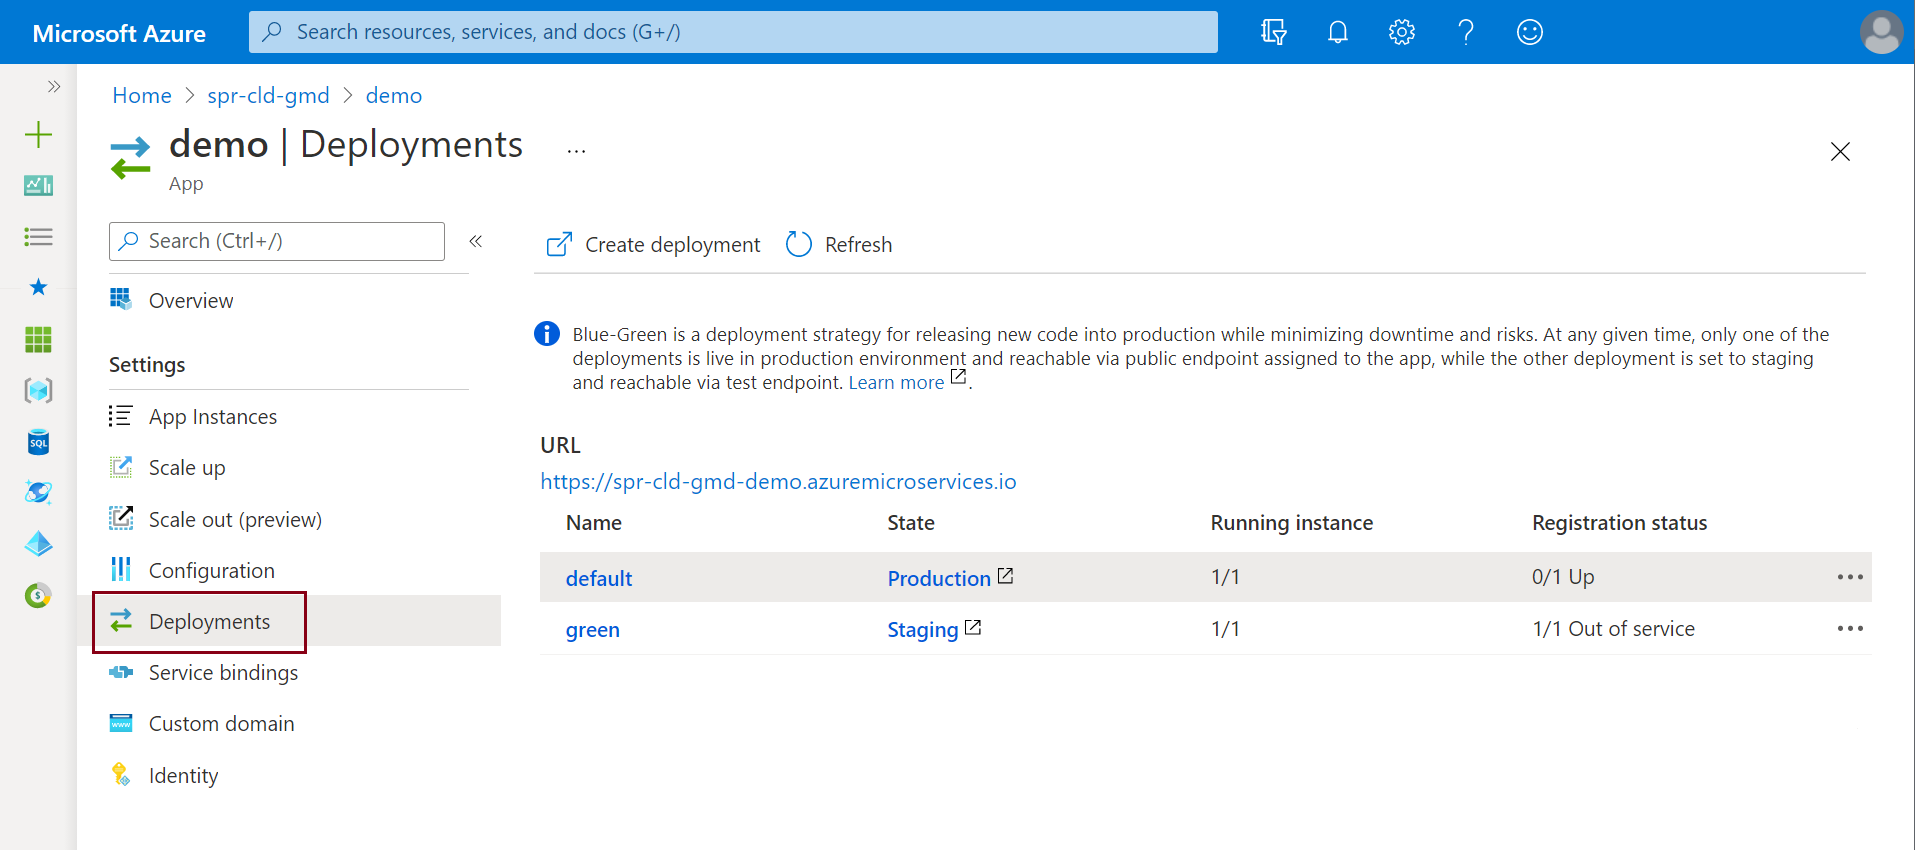 Microsoft Azure
Search resources, services, and docs (G+/)
Home > spr-cld-gmd > demo
demo | Deployments ...
App
Search (Ctrl+/)
Overview
Settings
App Instances
Scale up
Scale out (preview)
Configuration
Deployments
Service bindings
Custom domain
Identity
Create deployment
Refresh
Blue-Green is a deployment strategy for releasing new code into production while minimizing downtime and risks. At any given time, only one of the
deployments is live in production environment and reachable via public endpoint assigned to the app, while the other deployment is set to staging
and reachable via test endpoint. Learn more .
URL
https://spr-cld-gmd-demo.azuremicroservices.io
Name State Running instance Registration status
default Production 1/1 0/1 Up
green Staging 1/1 1/1 Out of service
SQL
www